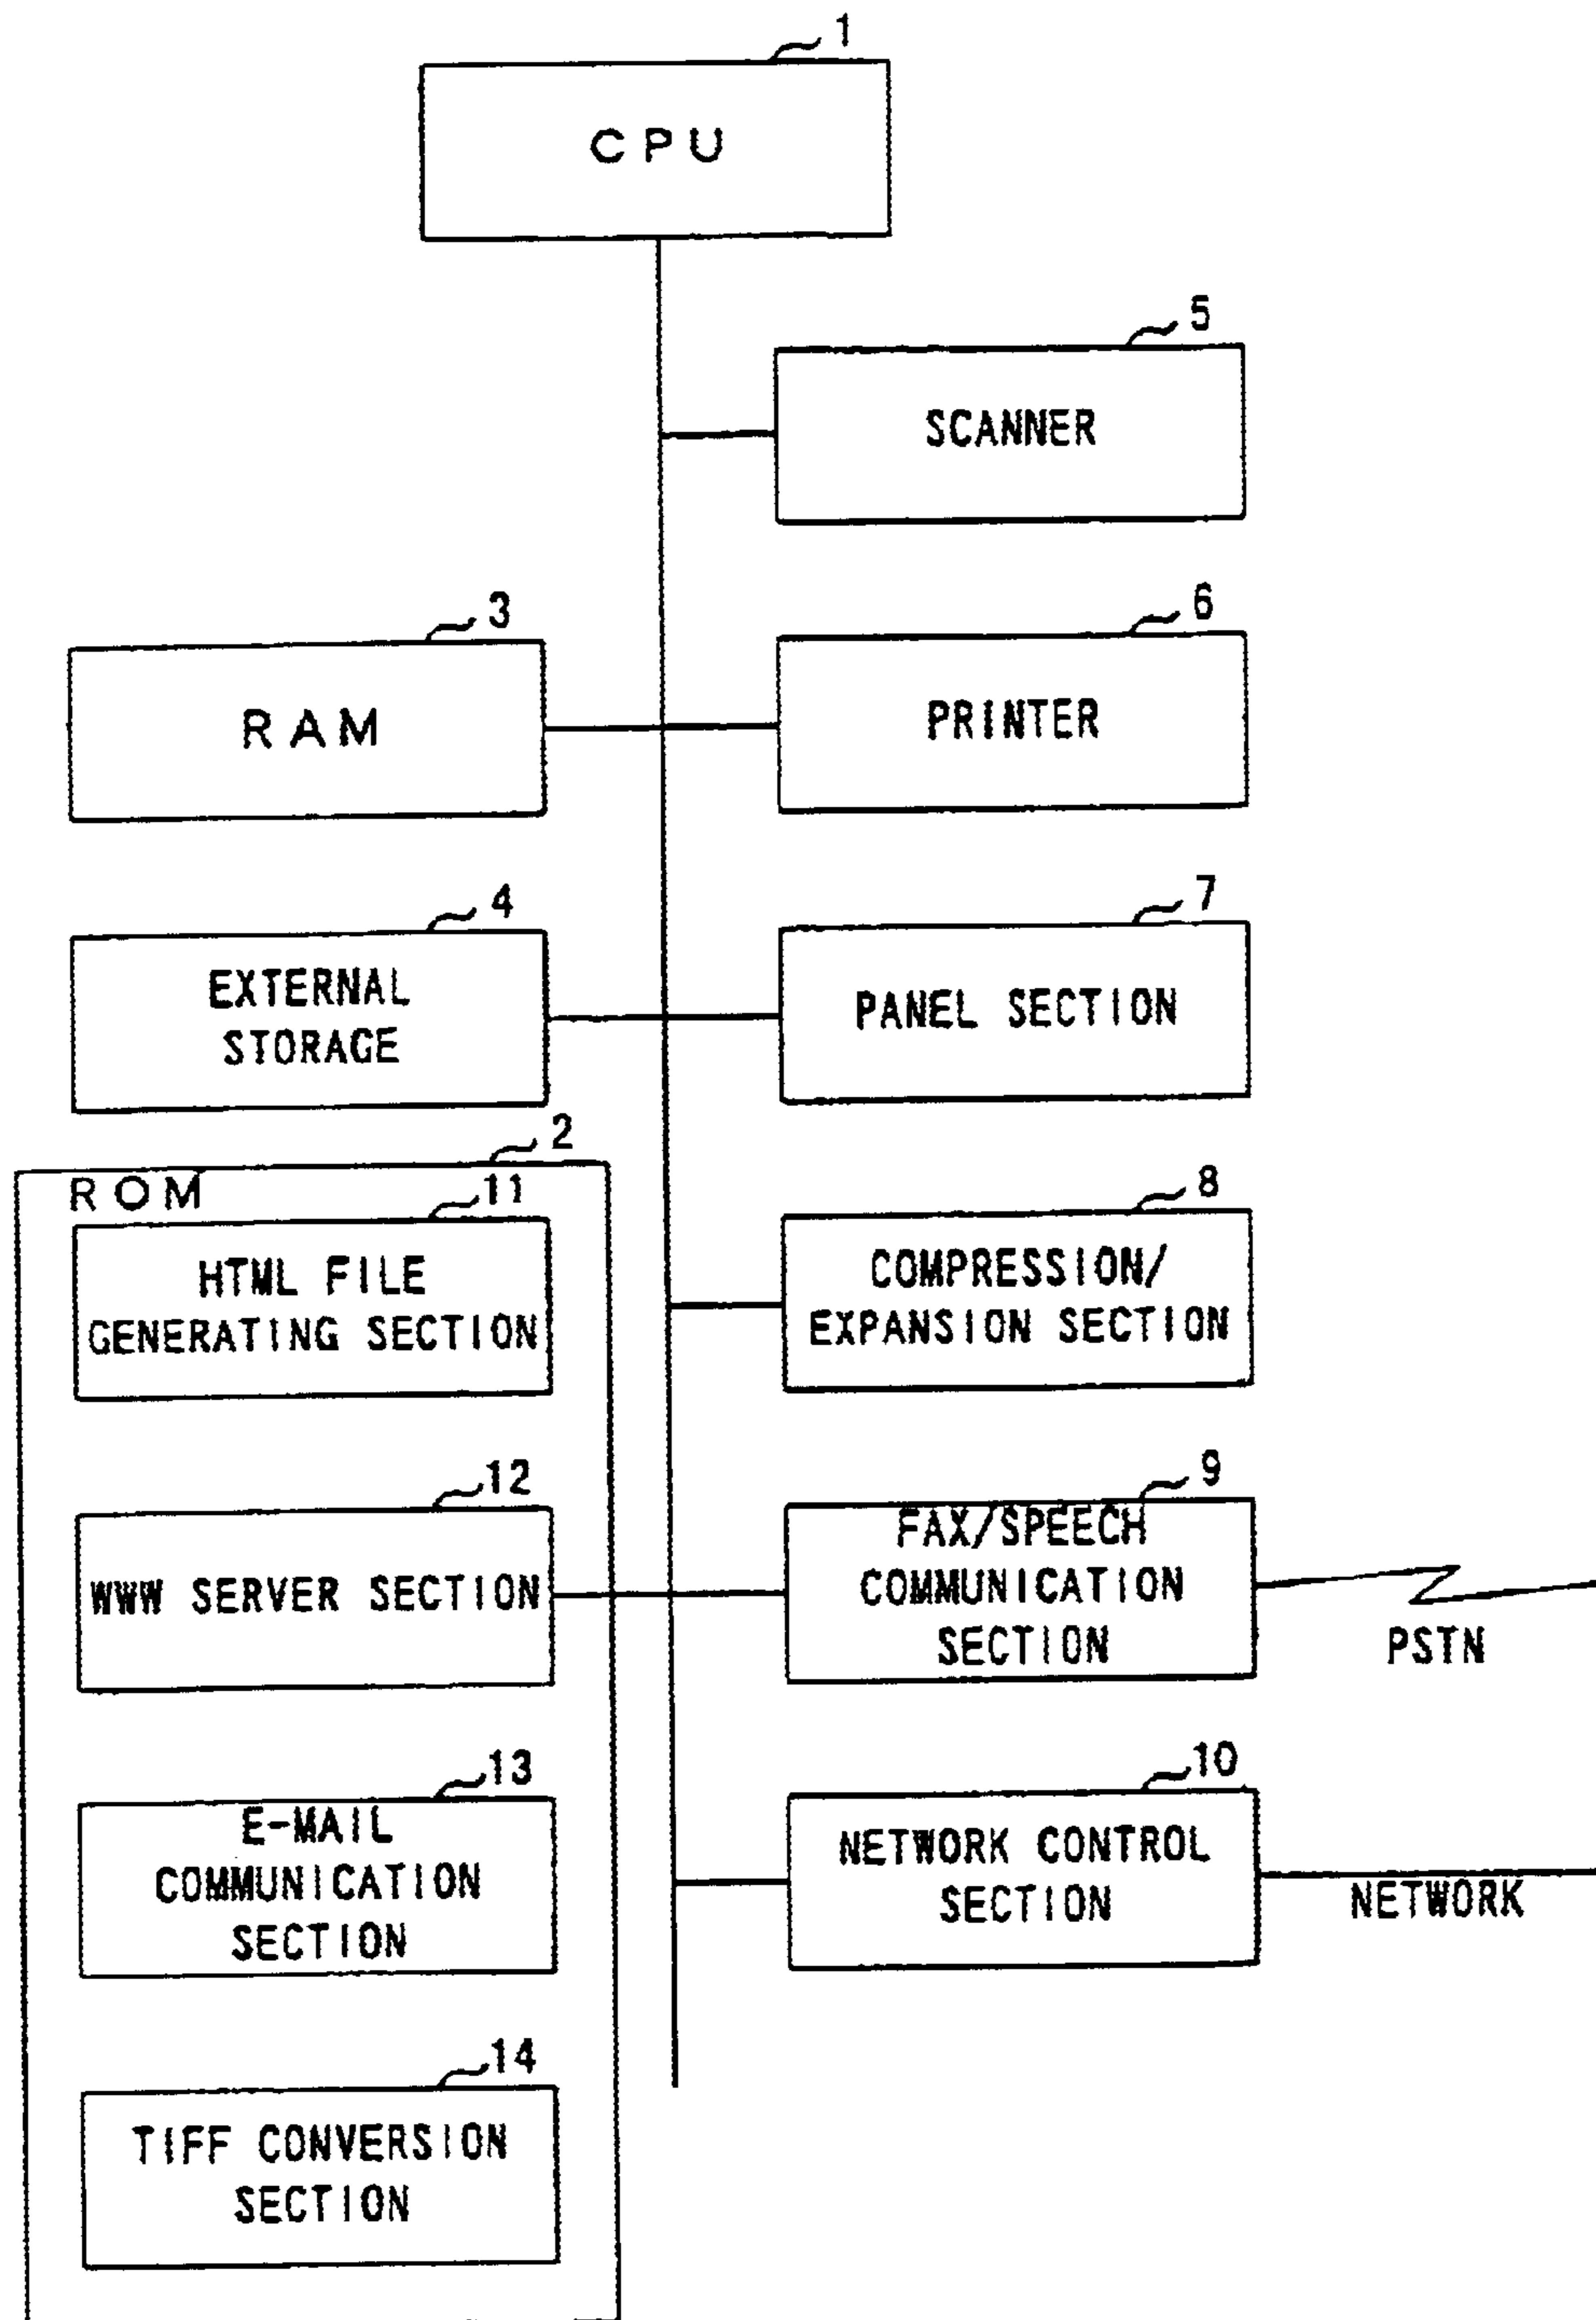 1
CPU
5
SCANNER
3
RAM
6
PRINTER
4
EXTERNAL
STORAGE
7
PANEL SECTION
2
ROM
11
HTML FILE
GENERATING SECTION
8
COMPRESSION/
EXPANSION SECTION
12
WWW SERVER SECTION
9
FAX/SPEECH
COMMUNICATION
SECTION
PSTN
13
E-MAIL
COMMUNICATION
SECTION
10
NETWORK CONTROL
SECTION
NETWORK
14
TIFF CONVERSION
SECTION